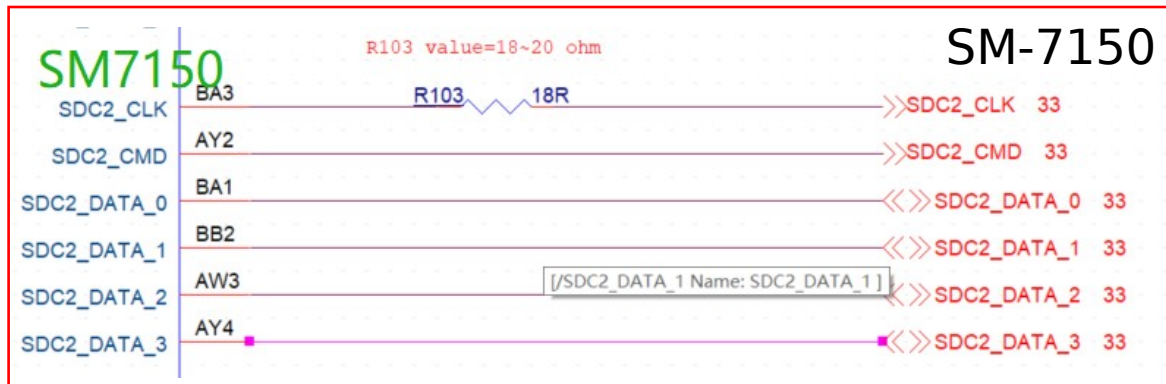 SM7150
SM-7150
R103 value=18~20 ohm
SDC2_CLK BA3 R103 18R SDC2_CLK 33
SDC2_CMD AY2 SDC2_CMD 33
SDC2_DATA_0 BA1 SDC2_DATA_0 33
SDC2_DATA_1 BB2 SDC2_DATA_1 33
[/SDC2_DATA_1 Name: SDC2_DATA_1 ]
SDC2_DATA_2 AW3 SDC2_DATA_2 33
SDC2_DATA_3 AY4 SDC2_DATA_3 33